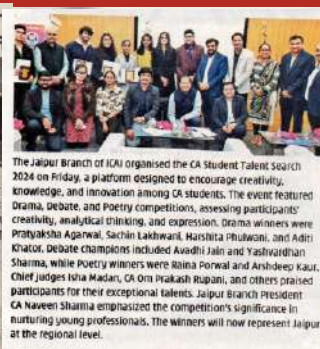 The Jaipur Branch of ICAI organised the CA Student Talent Search
2024 on Friday, a platform designed to encourage creativity,
knowledge, and innovation among CA students. The event featured
Drama, Debate, and Poetry competitions, assessing participants'
creativity, analytical thinking, and expression. Drama winners were
Pratyaksha Agarwal, Sachin Lakhwani, Harshita Phulwani, and Aditi
Khator. Debate champions included Avadhi Jain and Yashvardhan
Sharma, while Poetry winners were Raina Porwal and Arshdeep Kaur.
Chief judges Isha Madan, CA Om Prakash Rupani, and others praised
participants for their exceptional talents. Jaipur Branch President
CA Naveen Sharma emphasized the competition's significance in
nurturing young professionals. The winners will now represent Jaipur
at the regional level.